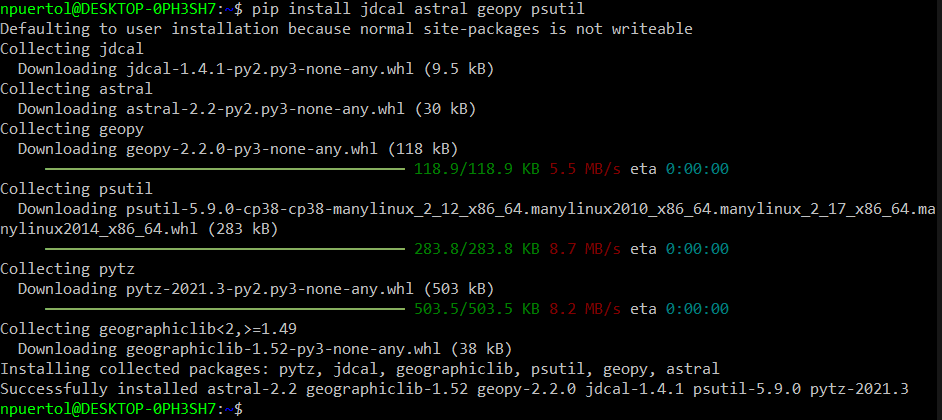 npuertol@DESKTOP-0PH3SH7:~$ pip install jdcal astral geopy psutil
Defaulting to user installation because normal site-packages is not writeable
Collecting jdcal
  Downloading jdcal-1.4.1-py2.py3-none-any.whl (9.5 kB)
Collecting astral
  Downloading astral-2.2-py2.py3-none-any.whl (30 kB)
Collecting geopy
  Downloading geopy-2.2.0-py3-none-any.whl (118 kB)
118.9/118.9 KB 5.5 MB/s eta 0:00:00
Collecting psutil
  Downloading psutil-5.9.0-cp38-cp38-manylinux_2_12_x86_64.manylinux2010_x86_64.manylinux_2_17_x86_64.ma
nylinux2014_x86_64.whl (283 kB)
283.8/283.8 KB 8.7 MB/s eta 0:00:00
Collecting pytz
  Downloading pytz-2021.3-py2.py3-none-any.whl (503 kB)
503.5/503.5 KB 8.2 MB/s eta 0:00:00
Collecting geographiclib<2,>=1.49
  Downloading geographiclib-1.52-py3-none-any.whl (38 kB)
Installing collected packages: pytz, jdcal, geographiclib, psutil, geopy, astral
Successfully installed astral-2.2 geographiclib-1.52 geopy-2.2.0 jdcal-1.4.1 psutil-5.9.0 pytz-2021.3
npuertol@DESKTOP-0PH3SH7:~$